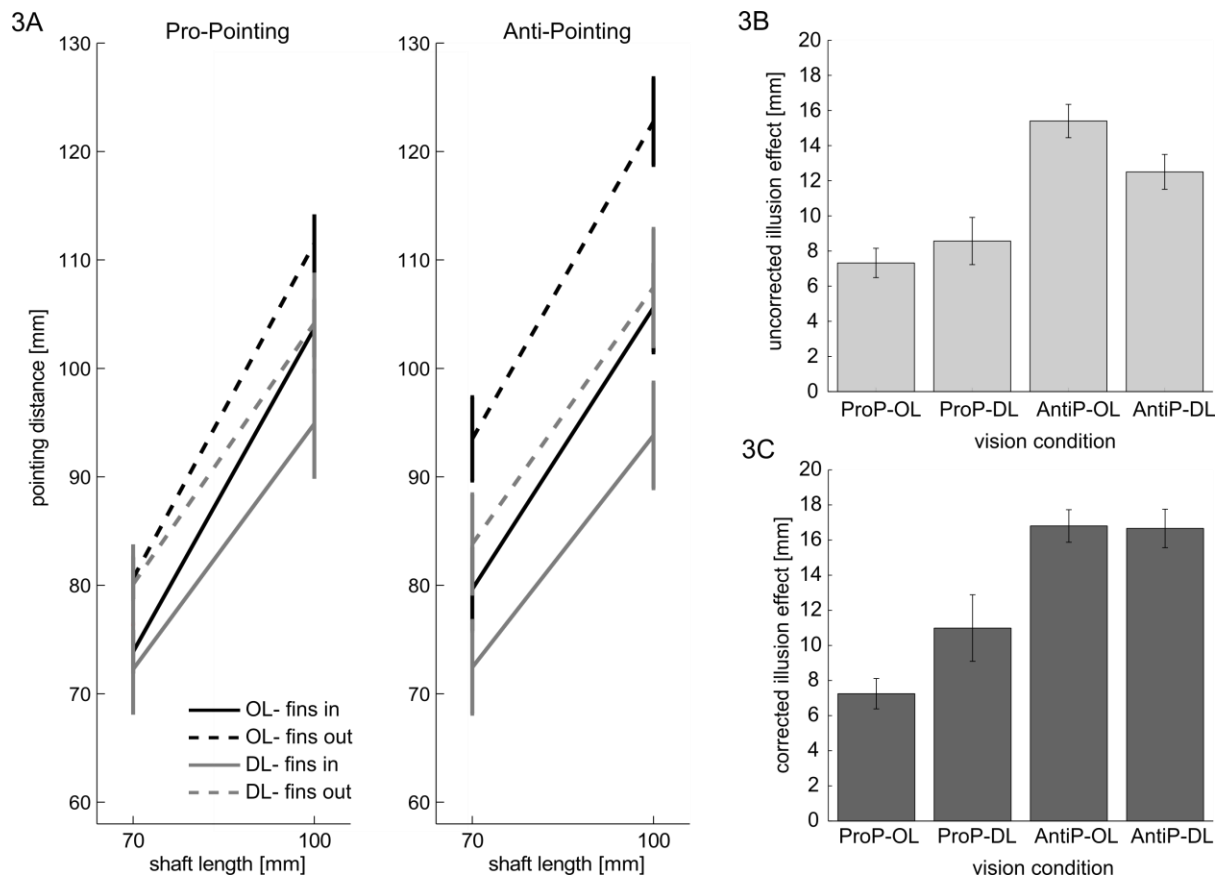 3A
Pro-Pointing
Anti-Pointing
130
120
110
100
90
80
70
60
pointing distance [mm]
OL- fins in
OL- fins out
DL- fins in
DL- fins out
70
100
shaft length [mm]
130
120
110
100
90
80
70
60
70
100
shaft length [mm]
3B
20
18
16
14
12
10
8
6
4
2
0
uncorrected illusion effect [mm]
ProP-OL
ProP-DL
AntiP-OL
AntiP-DL
vision condition
3C
20
18
16
14
12
10
8
6
4
2
0
corrected illusion effect [mm]
ProP-OL
ProP-DL
AntiP-OL
AntiP-DL
vision condition